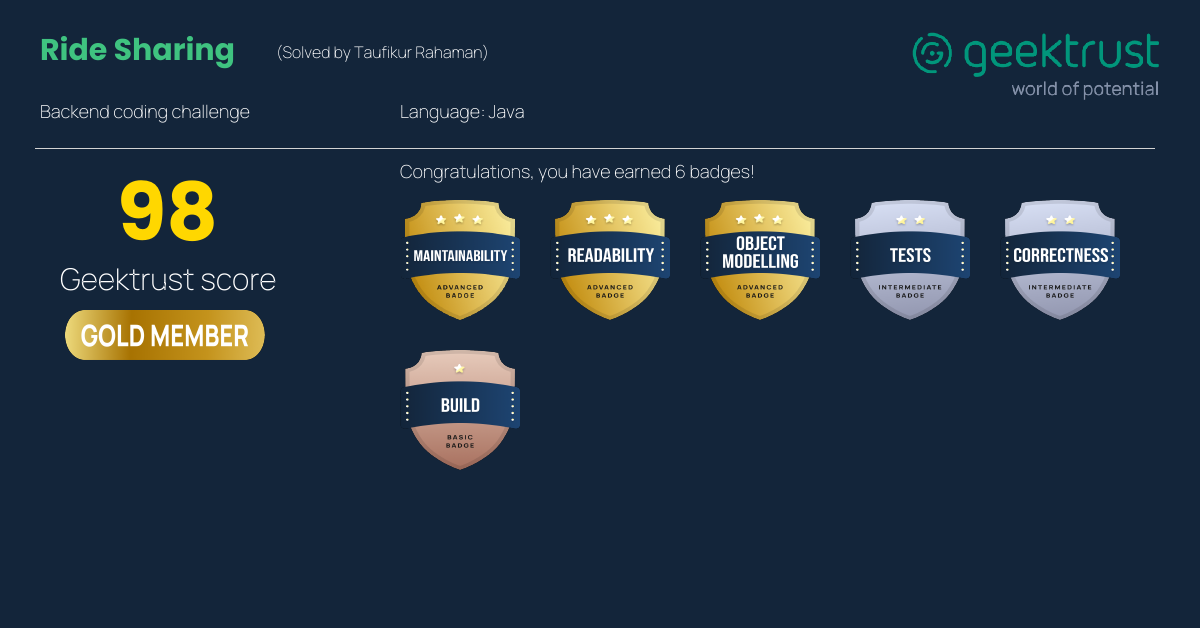 Ride Sharing
(Solved by Taufikur Rahaman)
geektrust
world of potential
Backend coding challenge
Language: Java
98
Geektrust score
GOLD MEMBER
Congratulations, you have earned 6 badges!
MAINTAINABILITY
ADVANCED
BADGE
READABILITY
ADVANCED
BADGE
OBJECT
MODELLING
ADVANCED
BADGE
TESTS
INTERMEDIATE
BADGE
CORRECTNESS
INTERMEDIATE
BADGE
BUILD
BASIC
BADGE